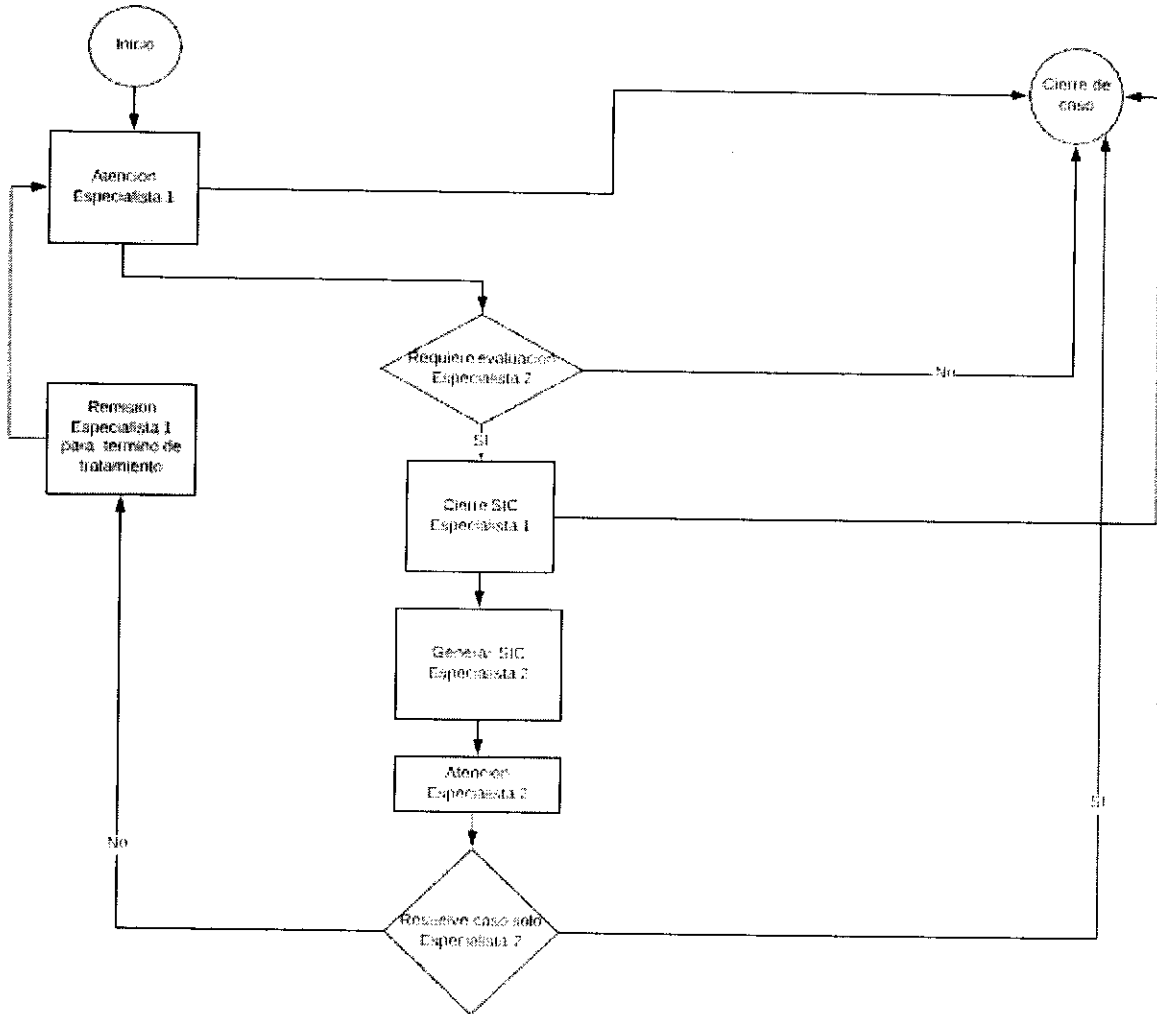 Inicio
Cierre de
caso
Atencion
Especialista 1
Requiere evaluacion
Especialista 2
No
SI
Remision
Especialista 1
para termino de
tratamiento
Cierre SIC
Especialista 1
Generar SIC
Especialista 2
Atencion
Especialista 2
No
SI
Resuelve caso solo
Especialista 2